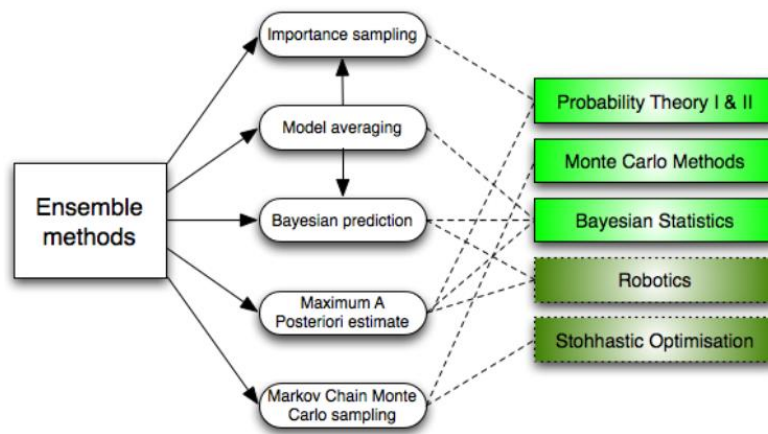 Importance sampling
Probability Theory I & II
Model averaging
Monte Carlo Methods
Ensemble
methods
Bayesian prediction
Bayesian Statistics
Robotics
Maximum A
Posteriori estimate
Stohhastic Optimisation
Markov Chain Monte
Carlo sampling